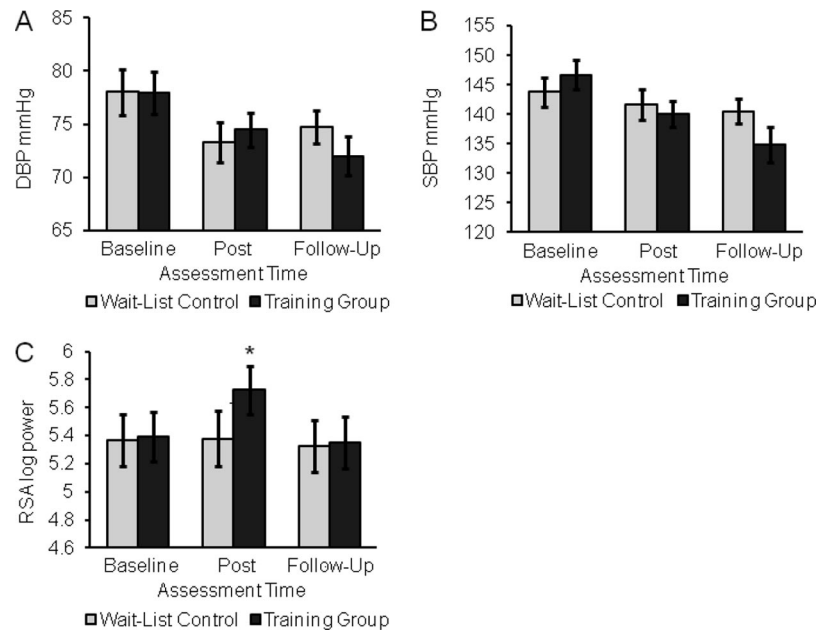 A
85
80
75
70
65
DBP mmHg
Baseline Post Follow-Up
Assessment Time
Wait-List Control Training Group
B
150
145
140
135
130
125
120
SBP mmHg
Baseline Post Follow-Up
Assessment Time
Wait-List Control Training Group
C
6
5.8
5.6
5.4
5.2
5
4.8
4.6
RSA log power
*
Baseline Post Follow-Up
Assessment Time
Wait-List Control Training Group